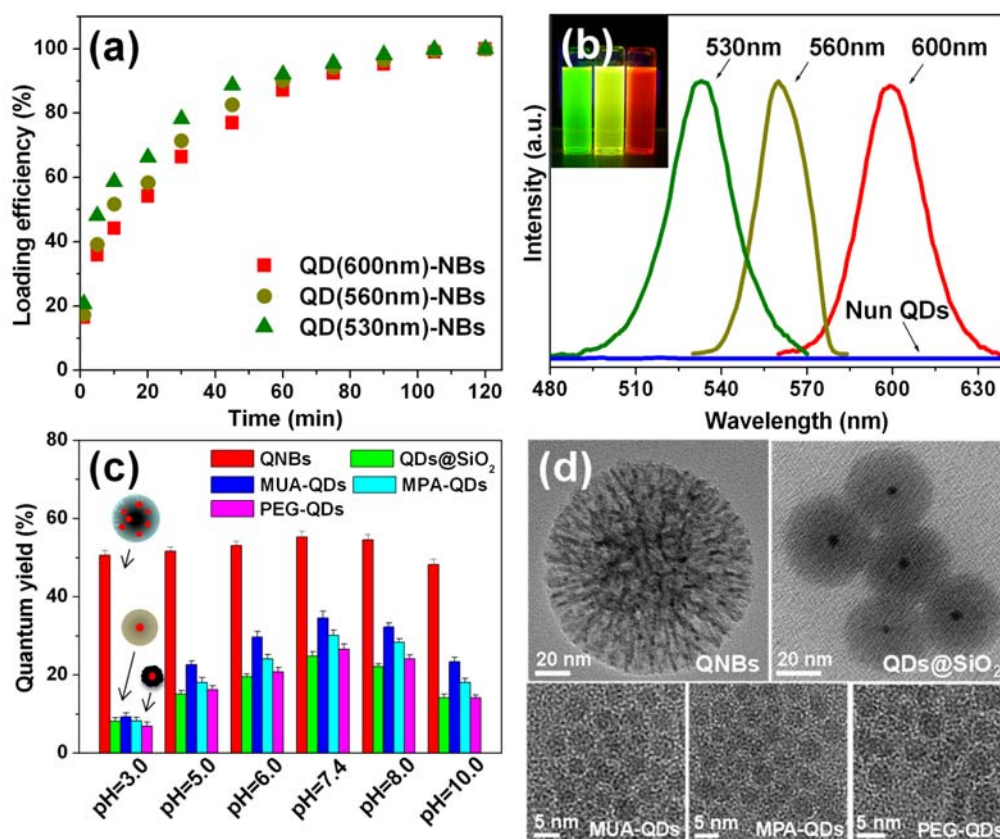 (a)
100
80
60
40
20
0
Loading efficiency (%)
QD(600nm)-NBs
QD(560nm)-NBs
QD(530nm)-NBs
0 20 40 60 80 100 120
Time (min)
(b)
530nm 560nm 600nm
Intensity (a.u.)
Nun QDs
480 510 540 570 600 630
Wavelength (nm)
(c)
80
60
40
20
0
Quantum yield (%)
QNBs QDs@SiO₂
MUA-QDs MPA-QDs
PEG-QDs
pH=3.0 pH=5.0 pH=6.0 pH=7.4 pH=8.0 pH=10.0
(d)
20 nm QNBs
20 nm QDs@SiO₂
5 nm MUA-QDs
5 nm MPA-QDs
5 nm PEG-QDs